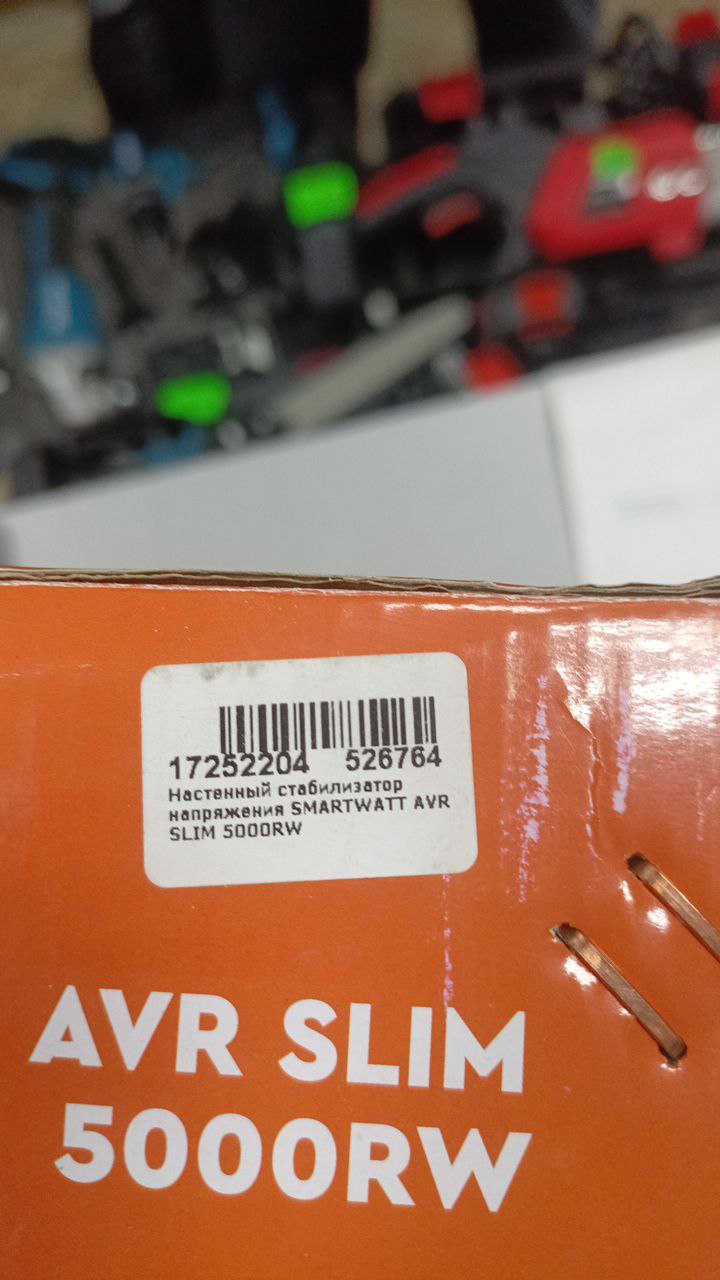 17252204 526764
Настенный стабилизатор
напряжения SMARTWATT AVR
SLIM 5000RW
AVR SLIM
5000RW